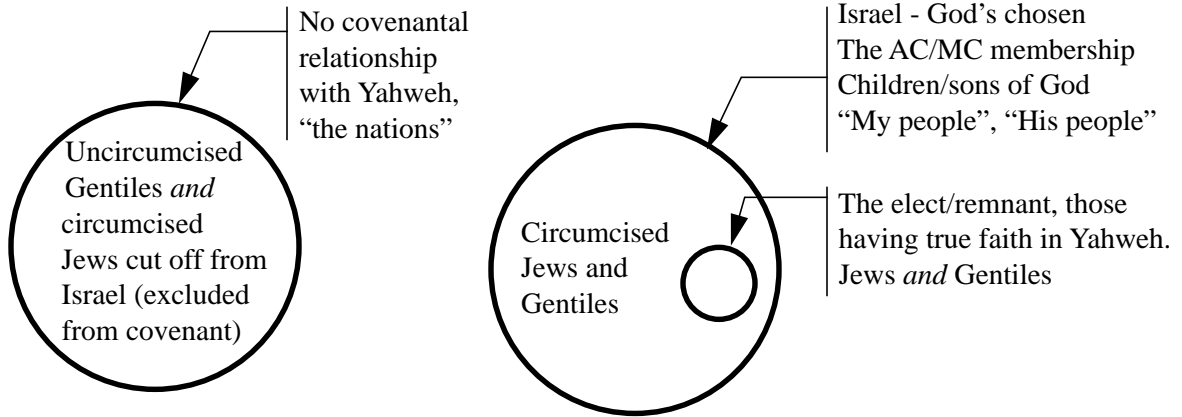 No covenantal
relationship
with Yahweh,
“the nations”
Uncircumcised
Gentiles and
circumcised
Jews cut off from
Israel (excluded
from covenant)
Israel - God’s chosen
The AC/MC membership
Children/sons of God
“My people”, “His people”
Circumcised
Jews and
Gentiles
The elect/remnant, those
having true faith in Yahweh.
Jews and Gentiles